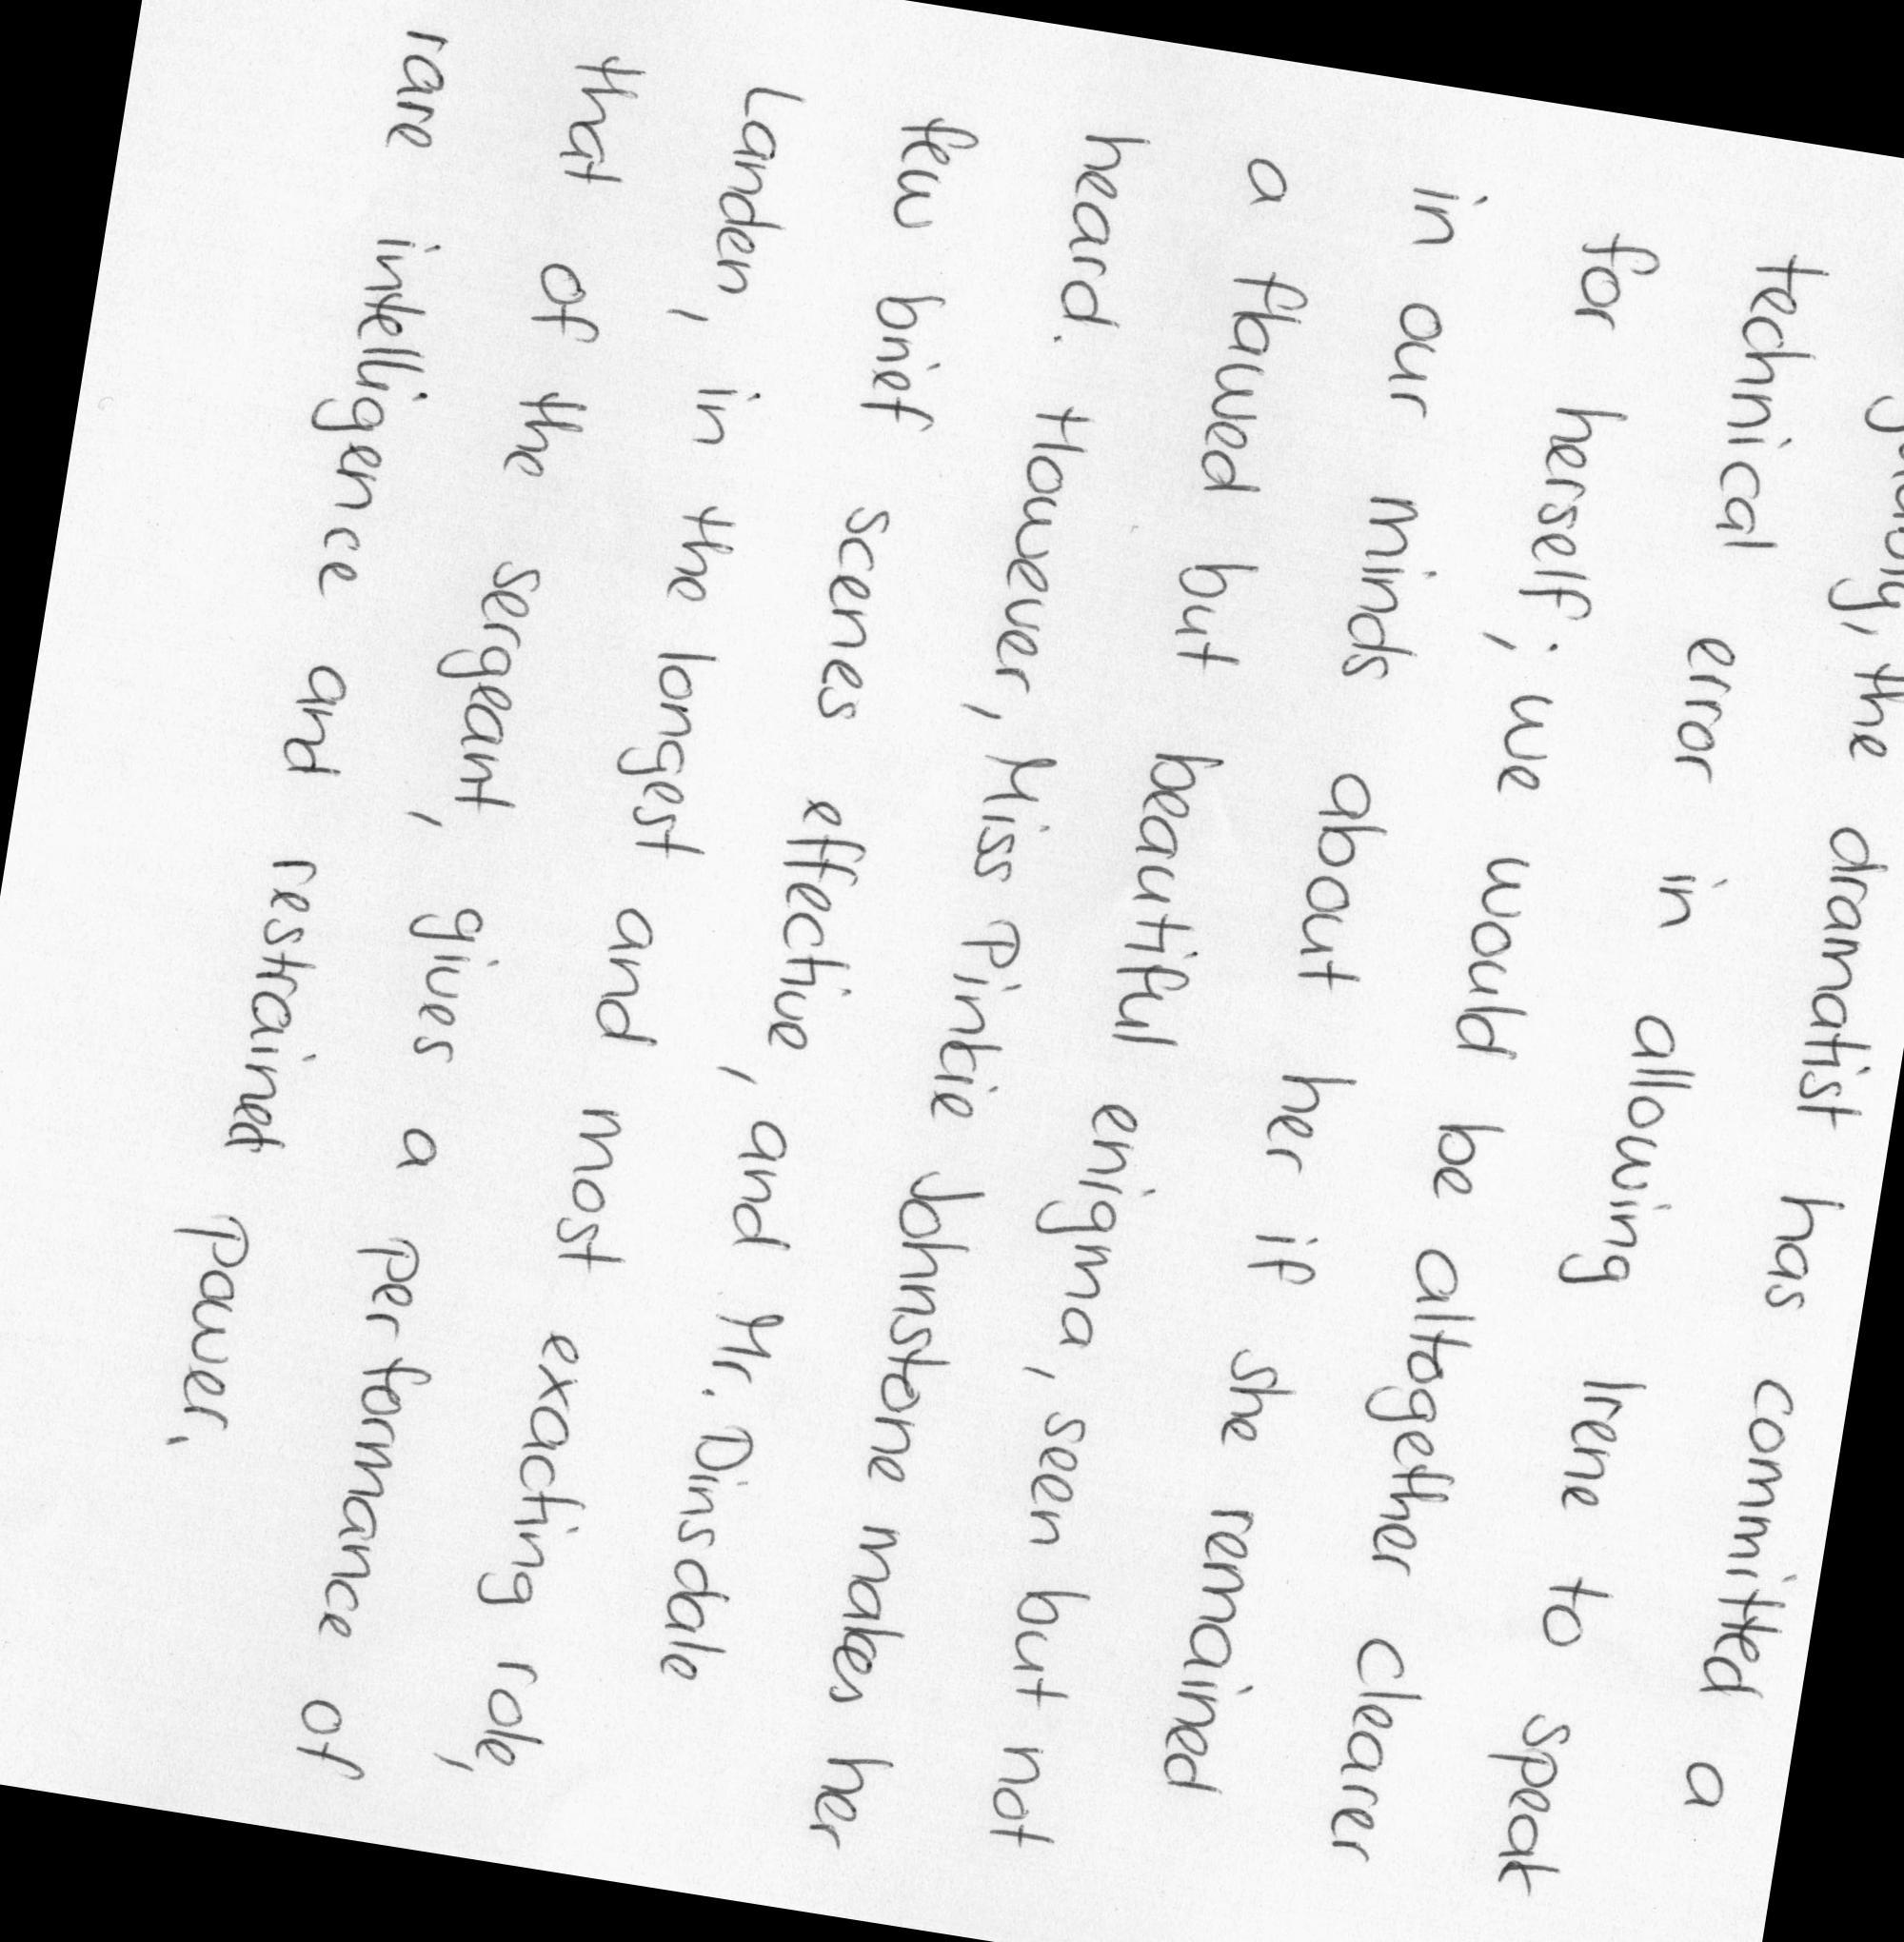 the dramatist has committed a
technical error in allowing Irene to speak
for herself; we would be altogether clearer
in our minds about her if she remained
a flawed but beautiful enigma, seen but not
heard. However, Miss Pinkie Johnstone makes her
few brief scenes effective, and Mr. Dinsdale
Landen, in the longest and most exacting role,
that of the sergeant, gives a performance of
rare intelligence and restrained power.